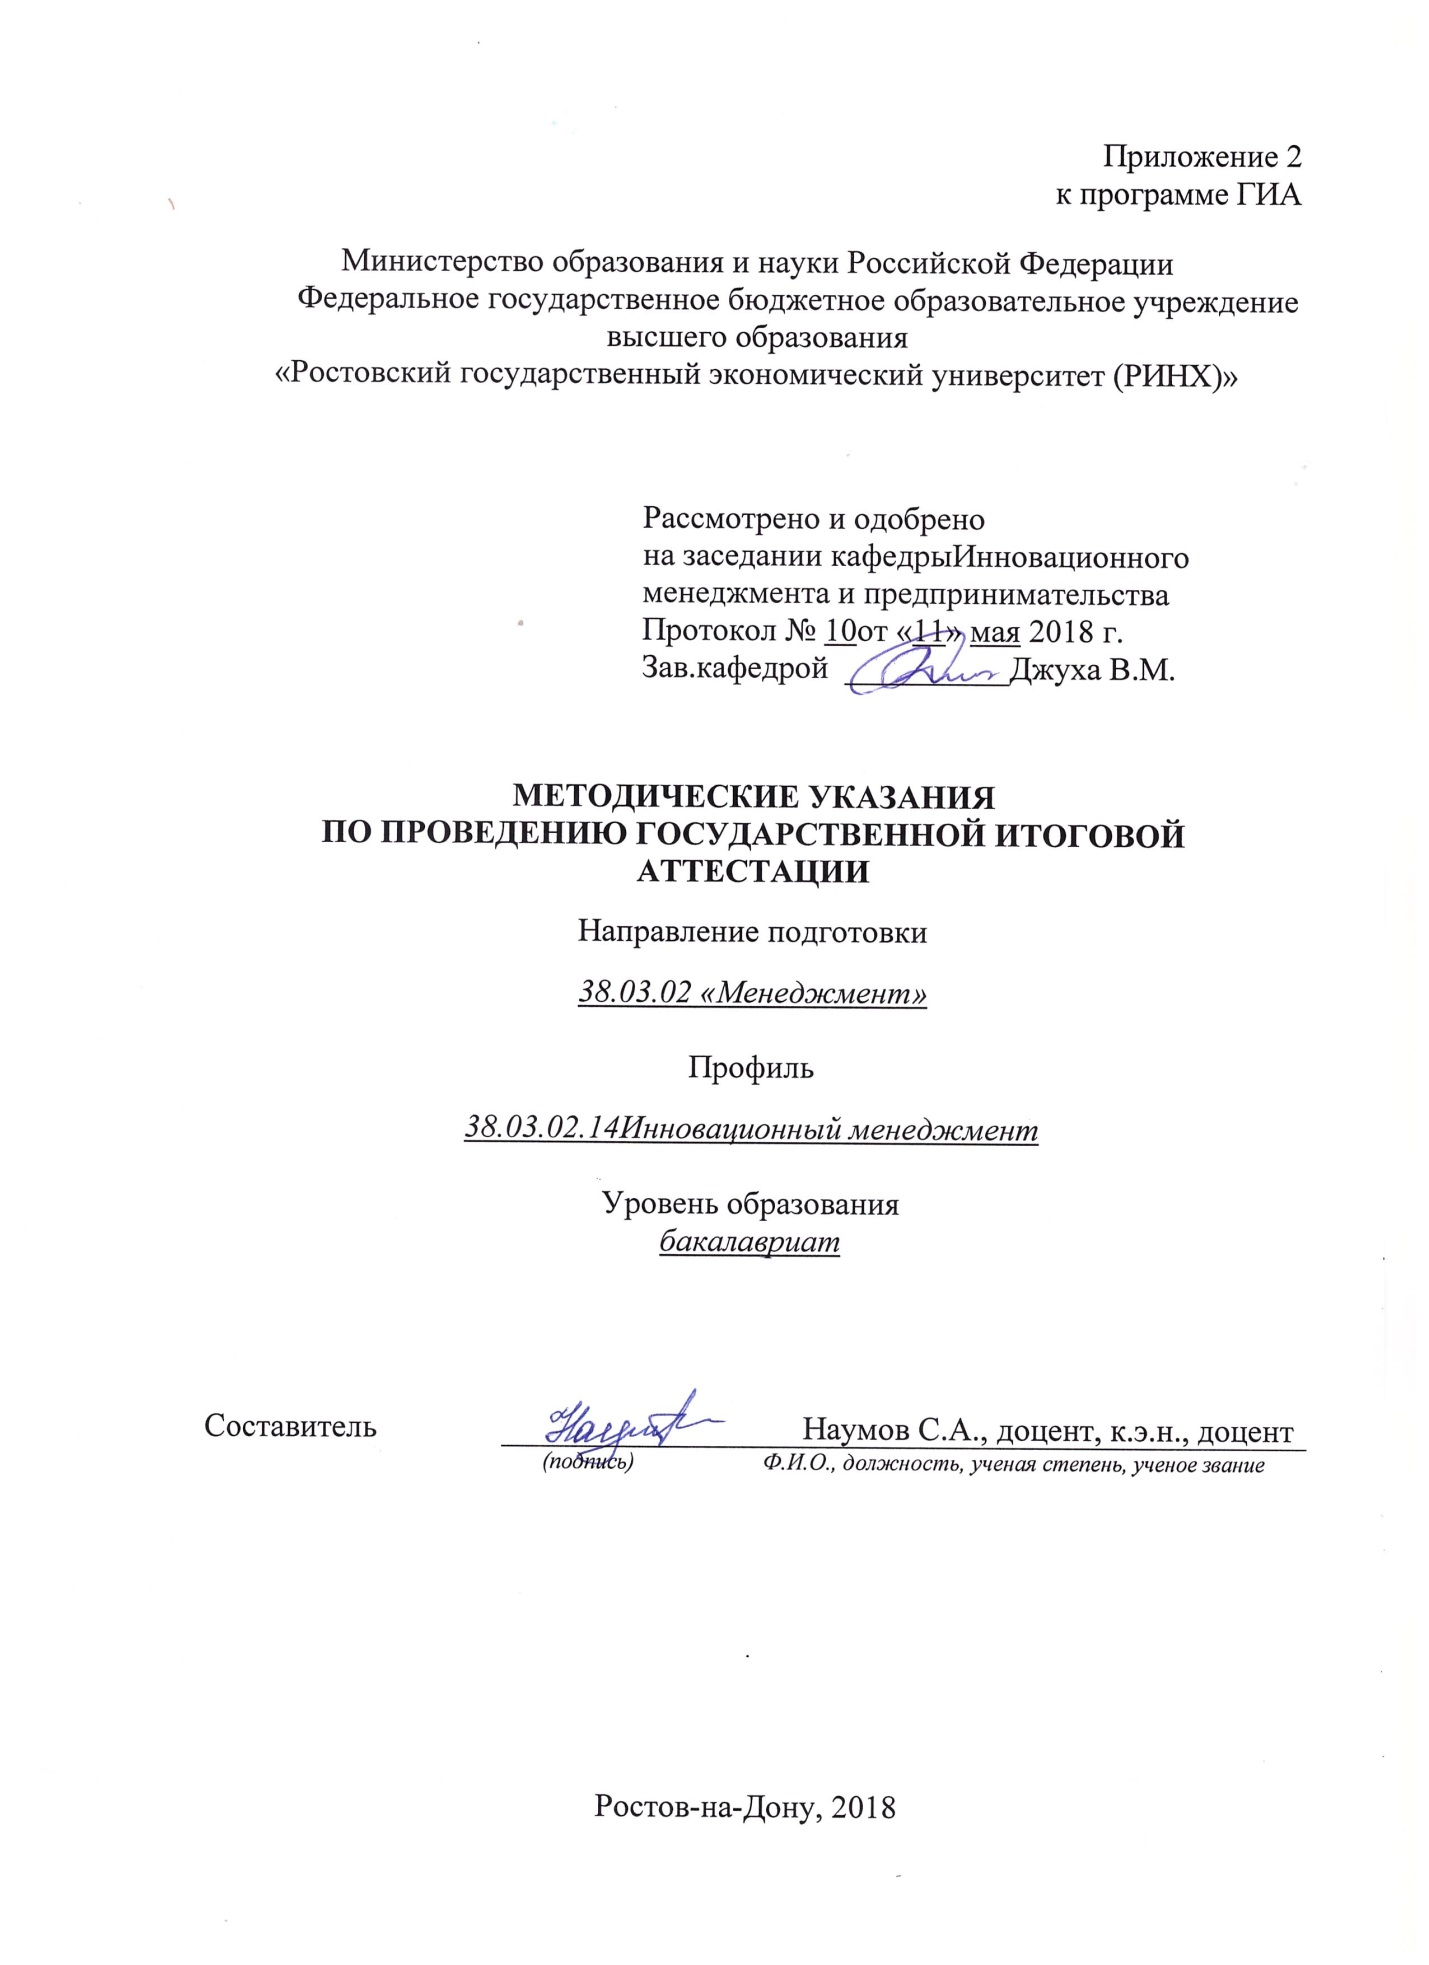 Приложение 2
к программе ГИА
Министерство образования и науки Российской Федерации
Федеральное государственное бюджетное образовательное учреждение
высшего образования
«Ростовский государственный экономический университет (РИНХ)»
Рассмотрено и одобрено
на заседании кафедрыИнновационного
менеджмента и предпринимательства
Протокол № 10от «11» мая 2018 г.
Зав.кафедрой ___________Джуха В.М.
МЕТОДИЧЕСКИЕ УКАЗАНИЯ
ПО ПРОВЕДЕНИЮ ГОСУДАРСТВЕННОЙ ИТОГОВОЙ
АТТЕСТАЦИИ
Направление подготовки
38.03.02 «Менеджмент»
Профиль
38.03.02.14Инновационный менеджмент
Уровень образования
бакалавриат
Составитель Наумов С.А., доцент, к.э.н., доцент
(подпись) Ф.И.О., должность, ученая степень, ученое звание
Ростов-на-Дону, 2018